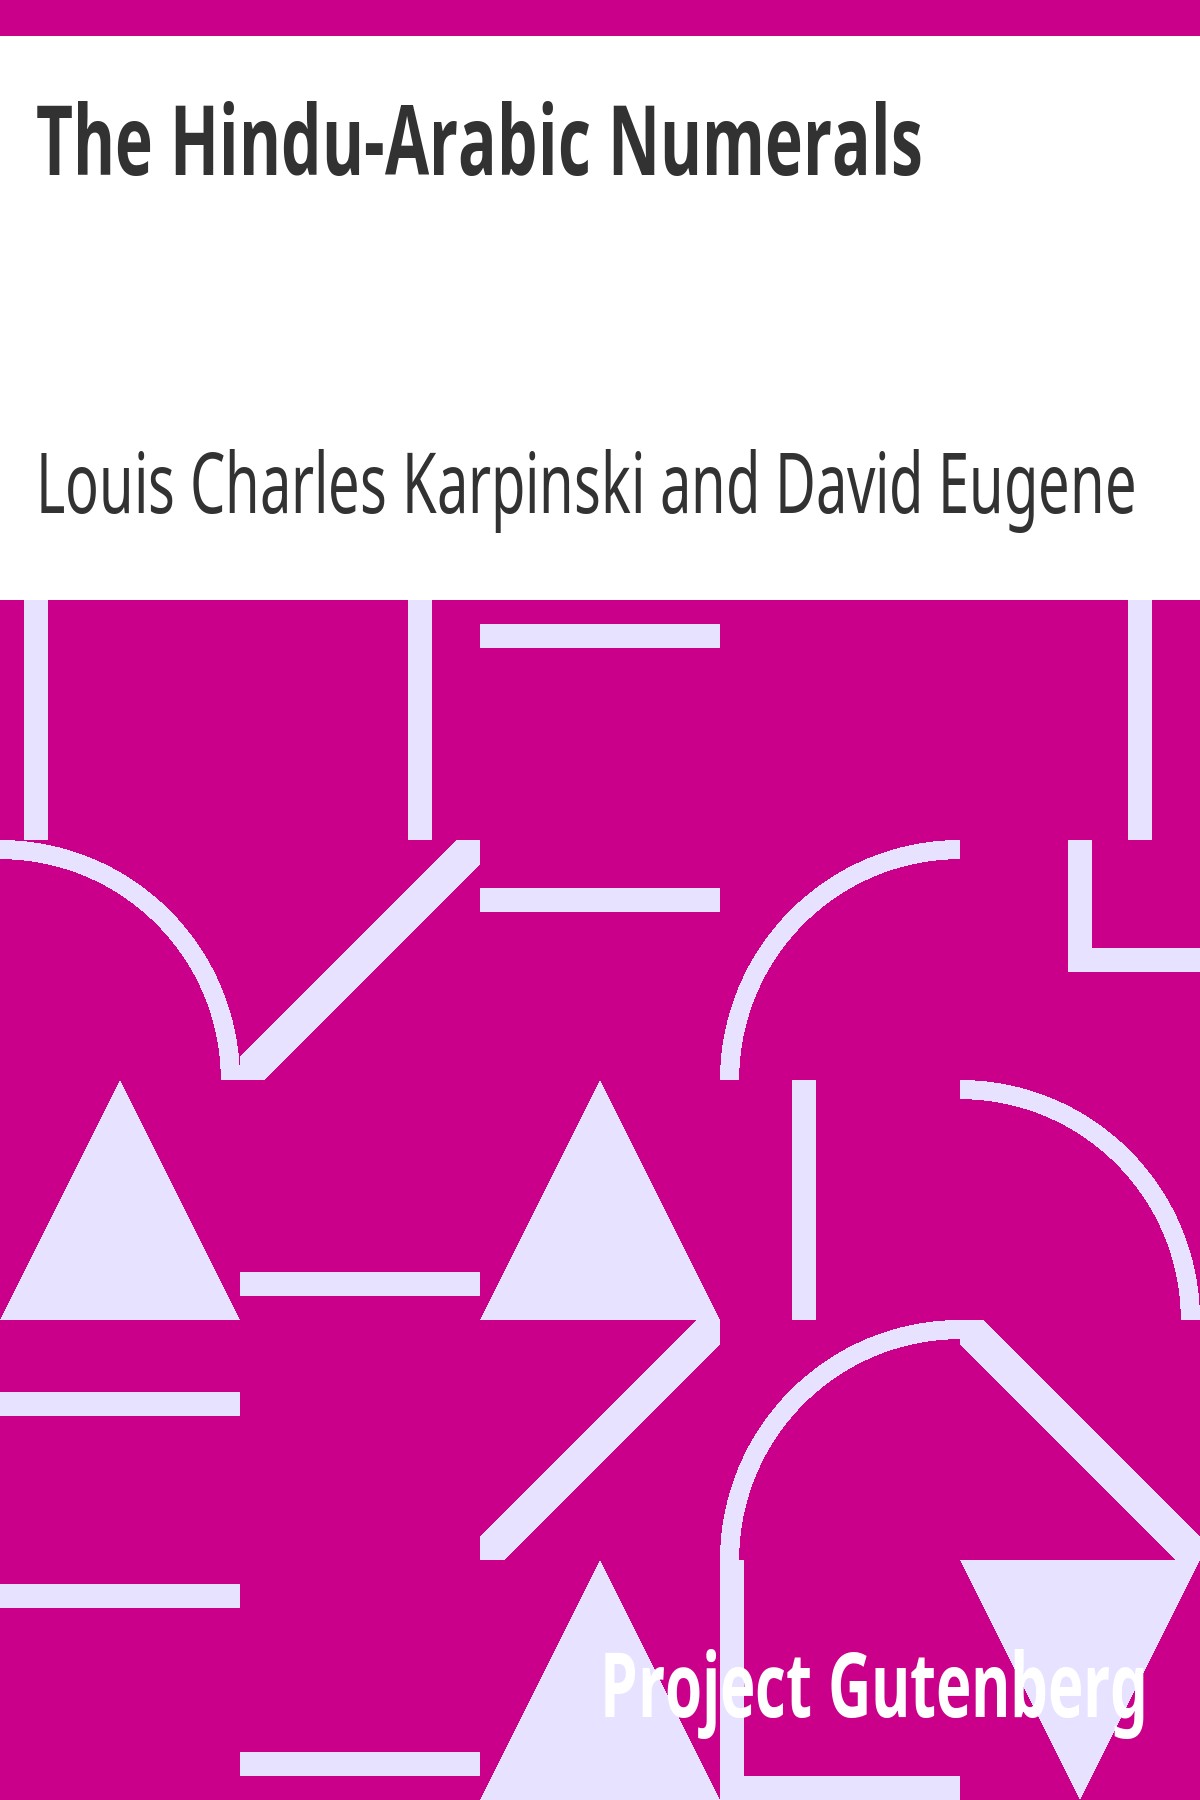 The Hindu-Arabic Numerals
Louis Charles Karpinski and David Eugene
Project Gutenberg